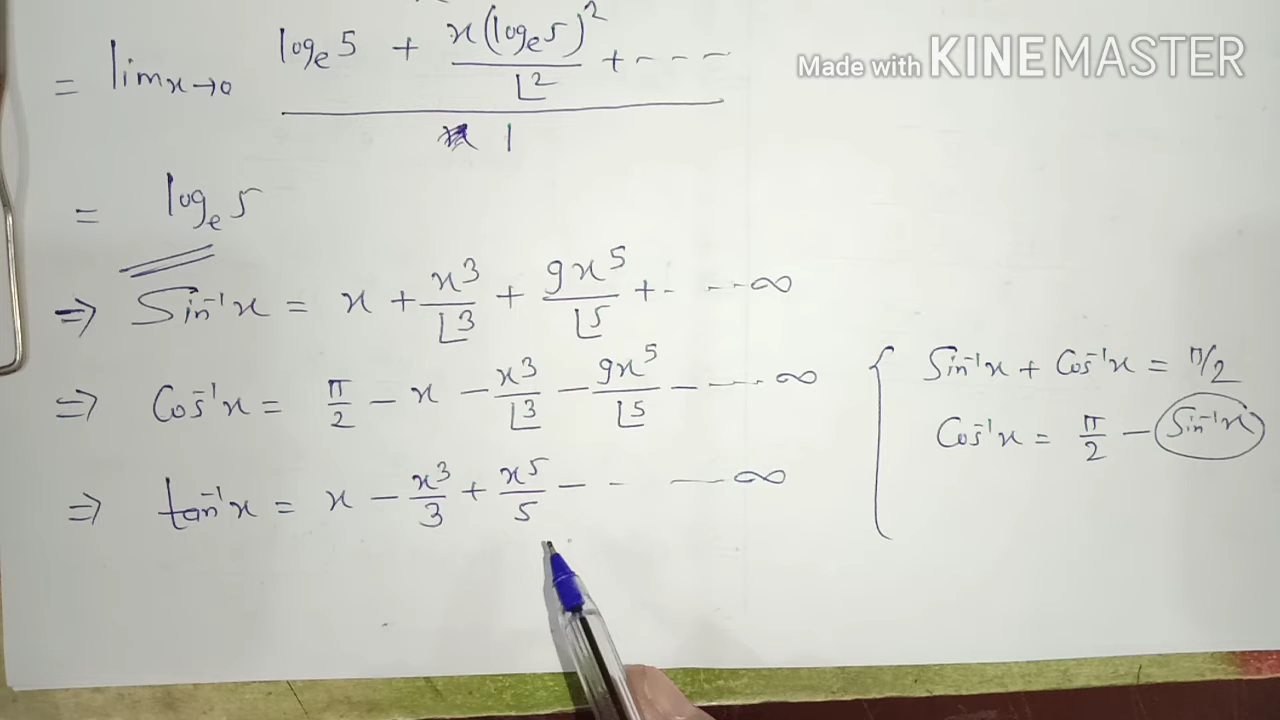 Made with KINEMASTER
= lim x→0 (log_e 5 + x(log_e 5)²/∟2 + ----) / 1
= log_e 5
⇒ Sin⁻¹x = x + x³/∟3 + 9x⁵/∟5 + - --- ∞
⇒ Cos⁻¹x = π/2 - x - x³/∟3 - 9x⁵/∟5 - --- ∞
⇒ tan⁻¹x = x - x³/3 + x⁵/5 - - - --- ∞
{ Sin⁻¹x + Cos⁻¹x = π/2
Cos⁻¹x = π/2 - Sin⁻¹x